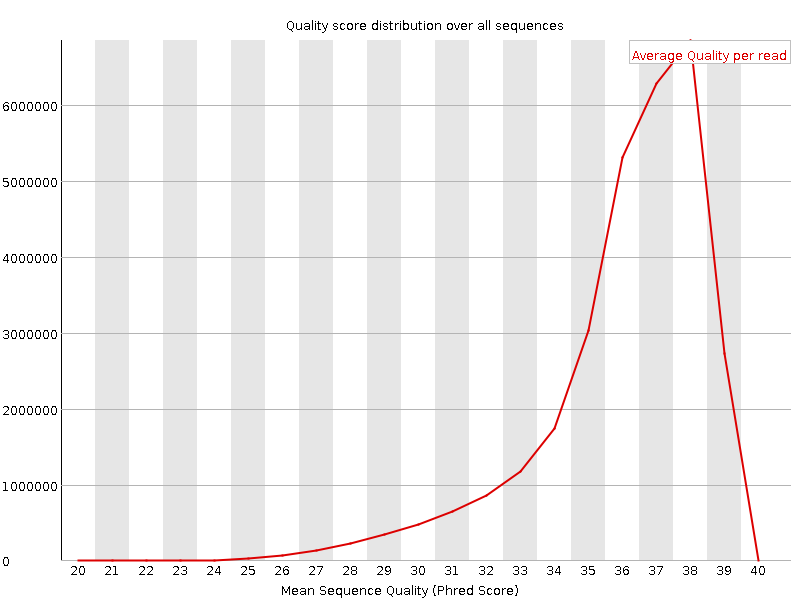 Quality score distribution over all sequences
Average Quality per read
6000000
5000000
4000000
3000000
2000000
1000000
0
20 21 22 23 24 25 26 27 28 29 30 31 32 33 34 35 36 37 38 39 40
Mean Sequence Quality (Phred Score)